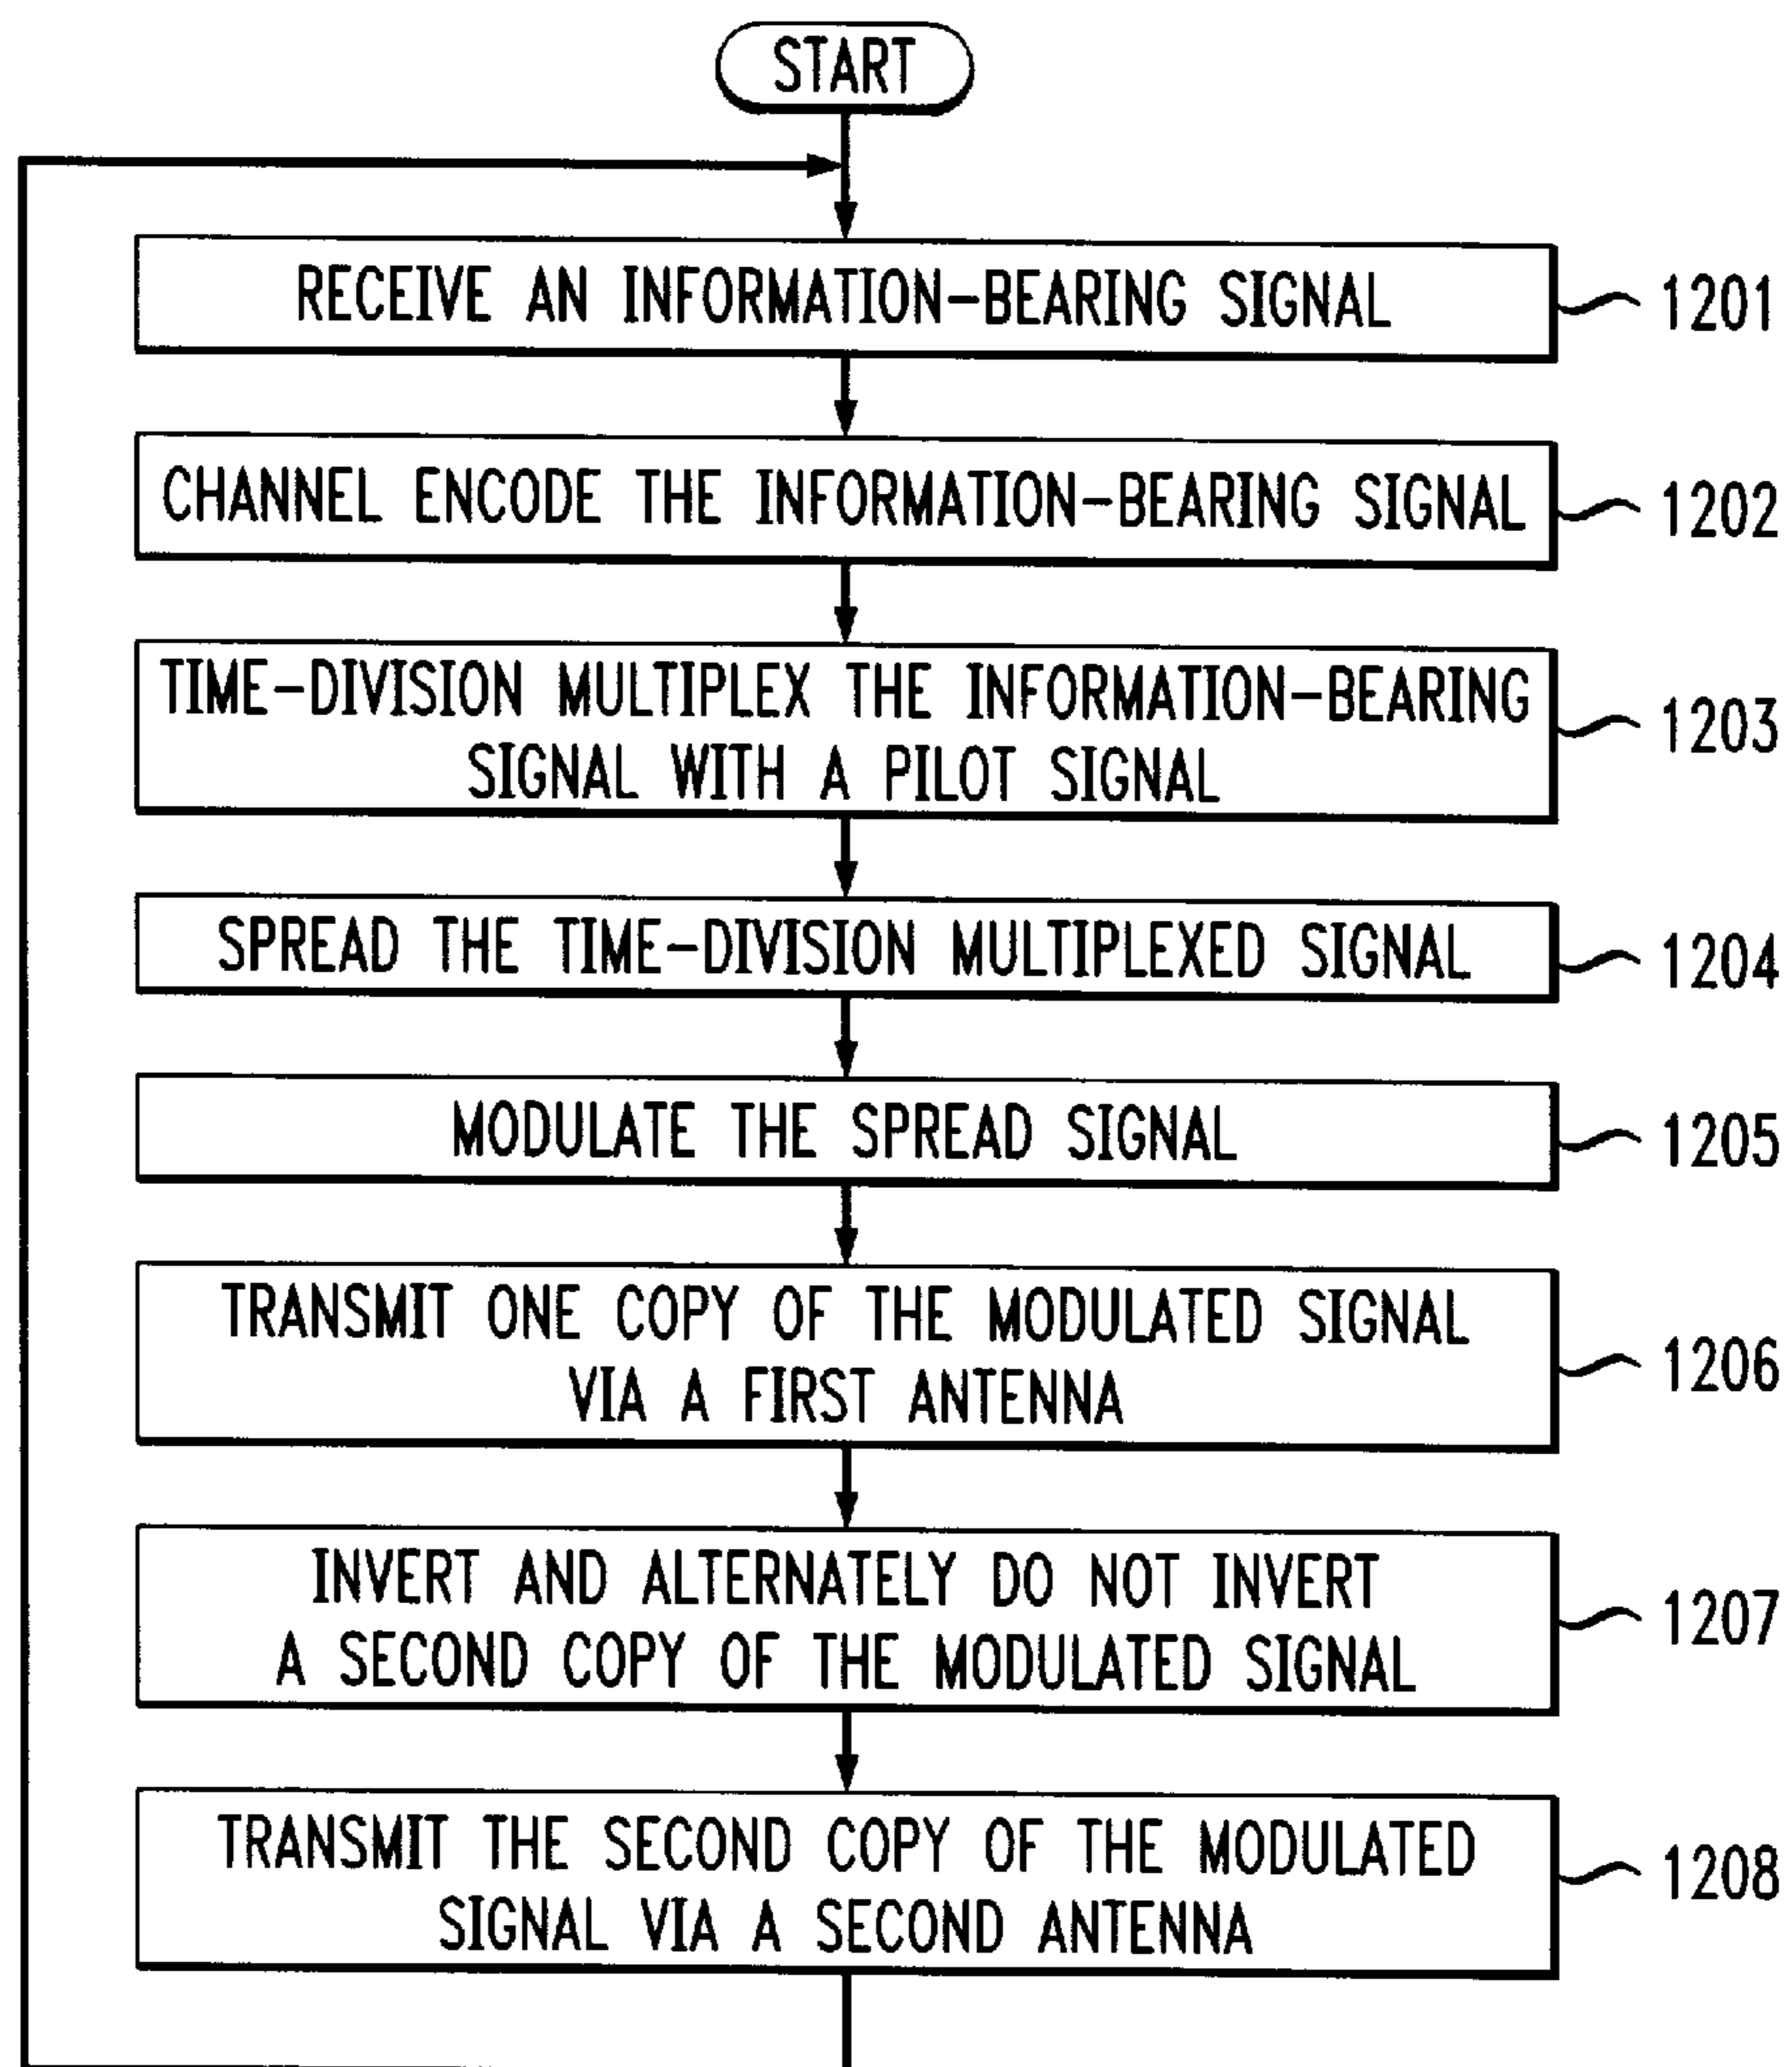 START
RECEIVE AN INFORMATION-BEARING SIGNAL
1201
CHANNEL ENCODE THE INFORMATION-BEARING SIGNAL
1202
TIME-DIVISION MULTIPLEX THE INFORMATION-BEARING
SIGNAL WITH A PILOT SIGNAL
1203
SPREAD THE TIME-DIVISION MULTIPLEXED SIGNAL
1204
MODULATE THE SPREAD SIGNAL
1205
TRANSMIT ONE COPY OF THE MODULATED SIGNAL
VIA A FIRST ANTENNA
1206
INVERT AND ALTERNATELY DO NOT INVERT
A SECOND COPY OF THE MODULATED SIGNAL
1207
TRANSMIT THE SECOND COPY OF THE MODULATED
SIGNAL VIA A SECOND ANTENNA
1208